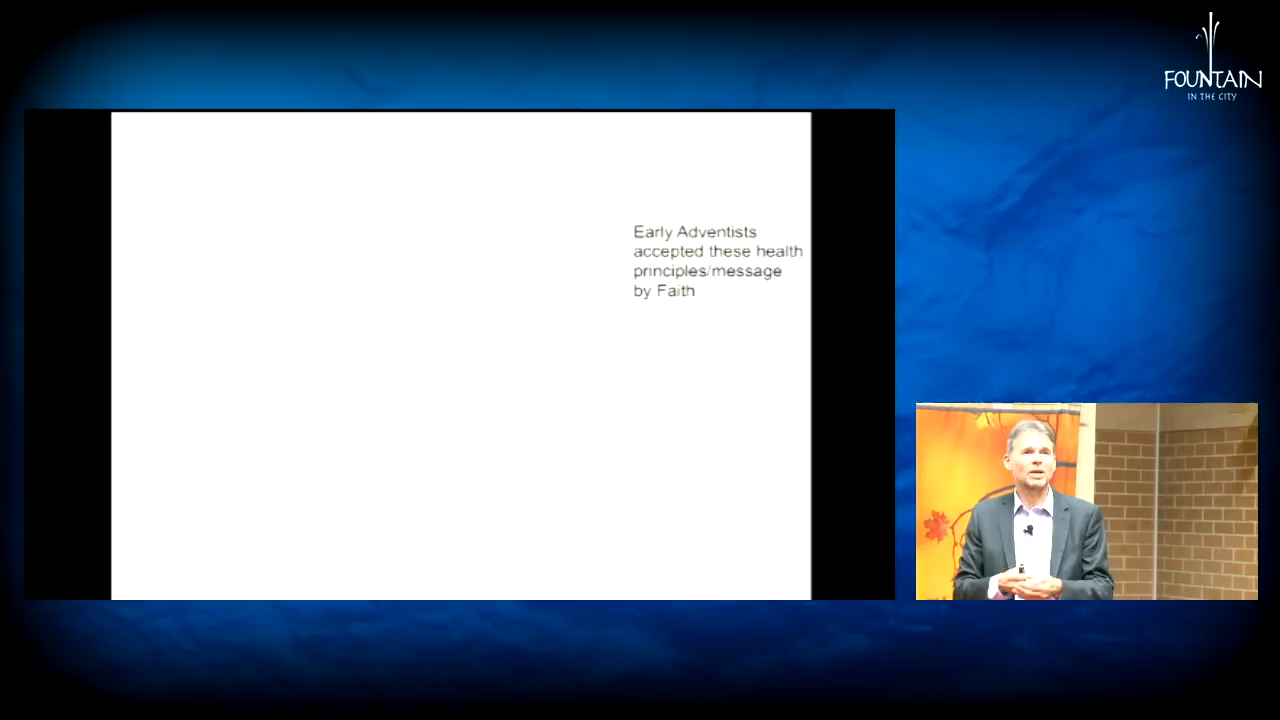 FOUNTAIN
IN THE CITY
Early Adventists
accepted these health
principles/message
by Faith